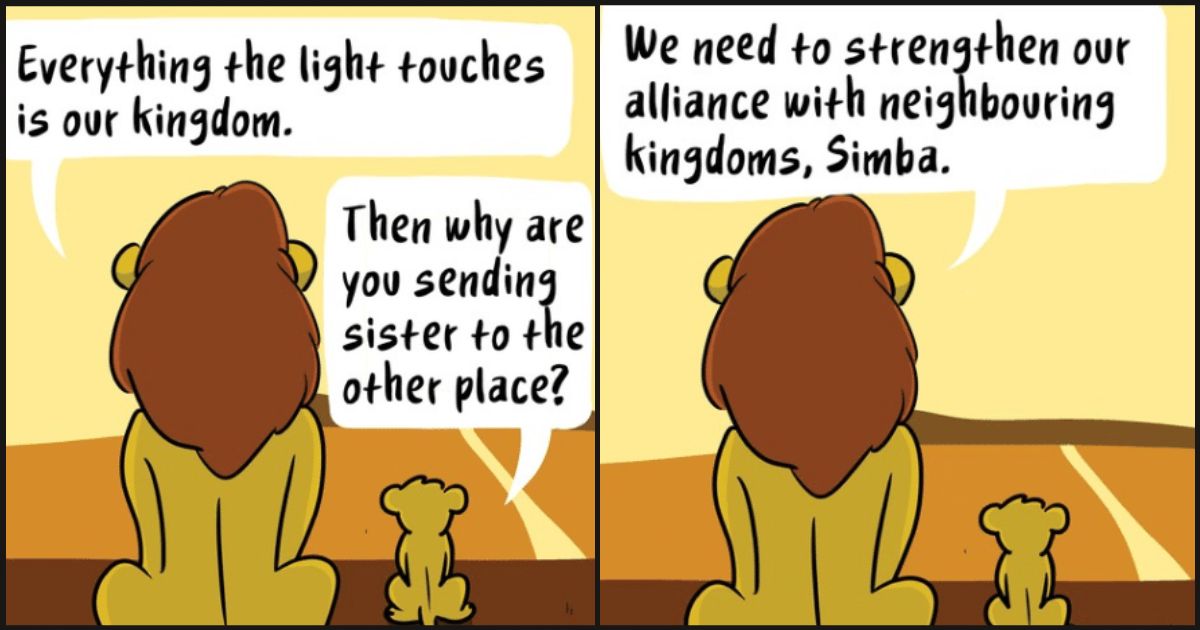 Everything the light touches
is our kingdom.
Then why are
you sending
sister to the
other place?
We need to strengthen our
alliance with neighbouring
kingdoms, Simba.